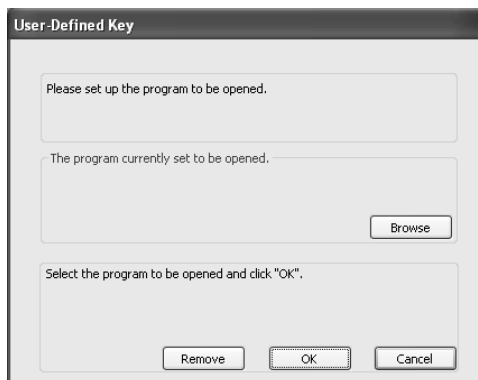 User-Defined Key
Please set up the program to be opened.
The program currently set to be opened.
Browse
Select the program to be opened and click "OK".
Remove
OK
Cancel